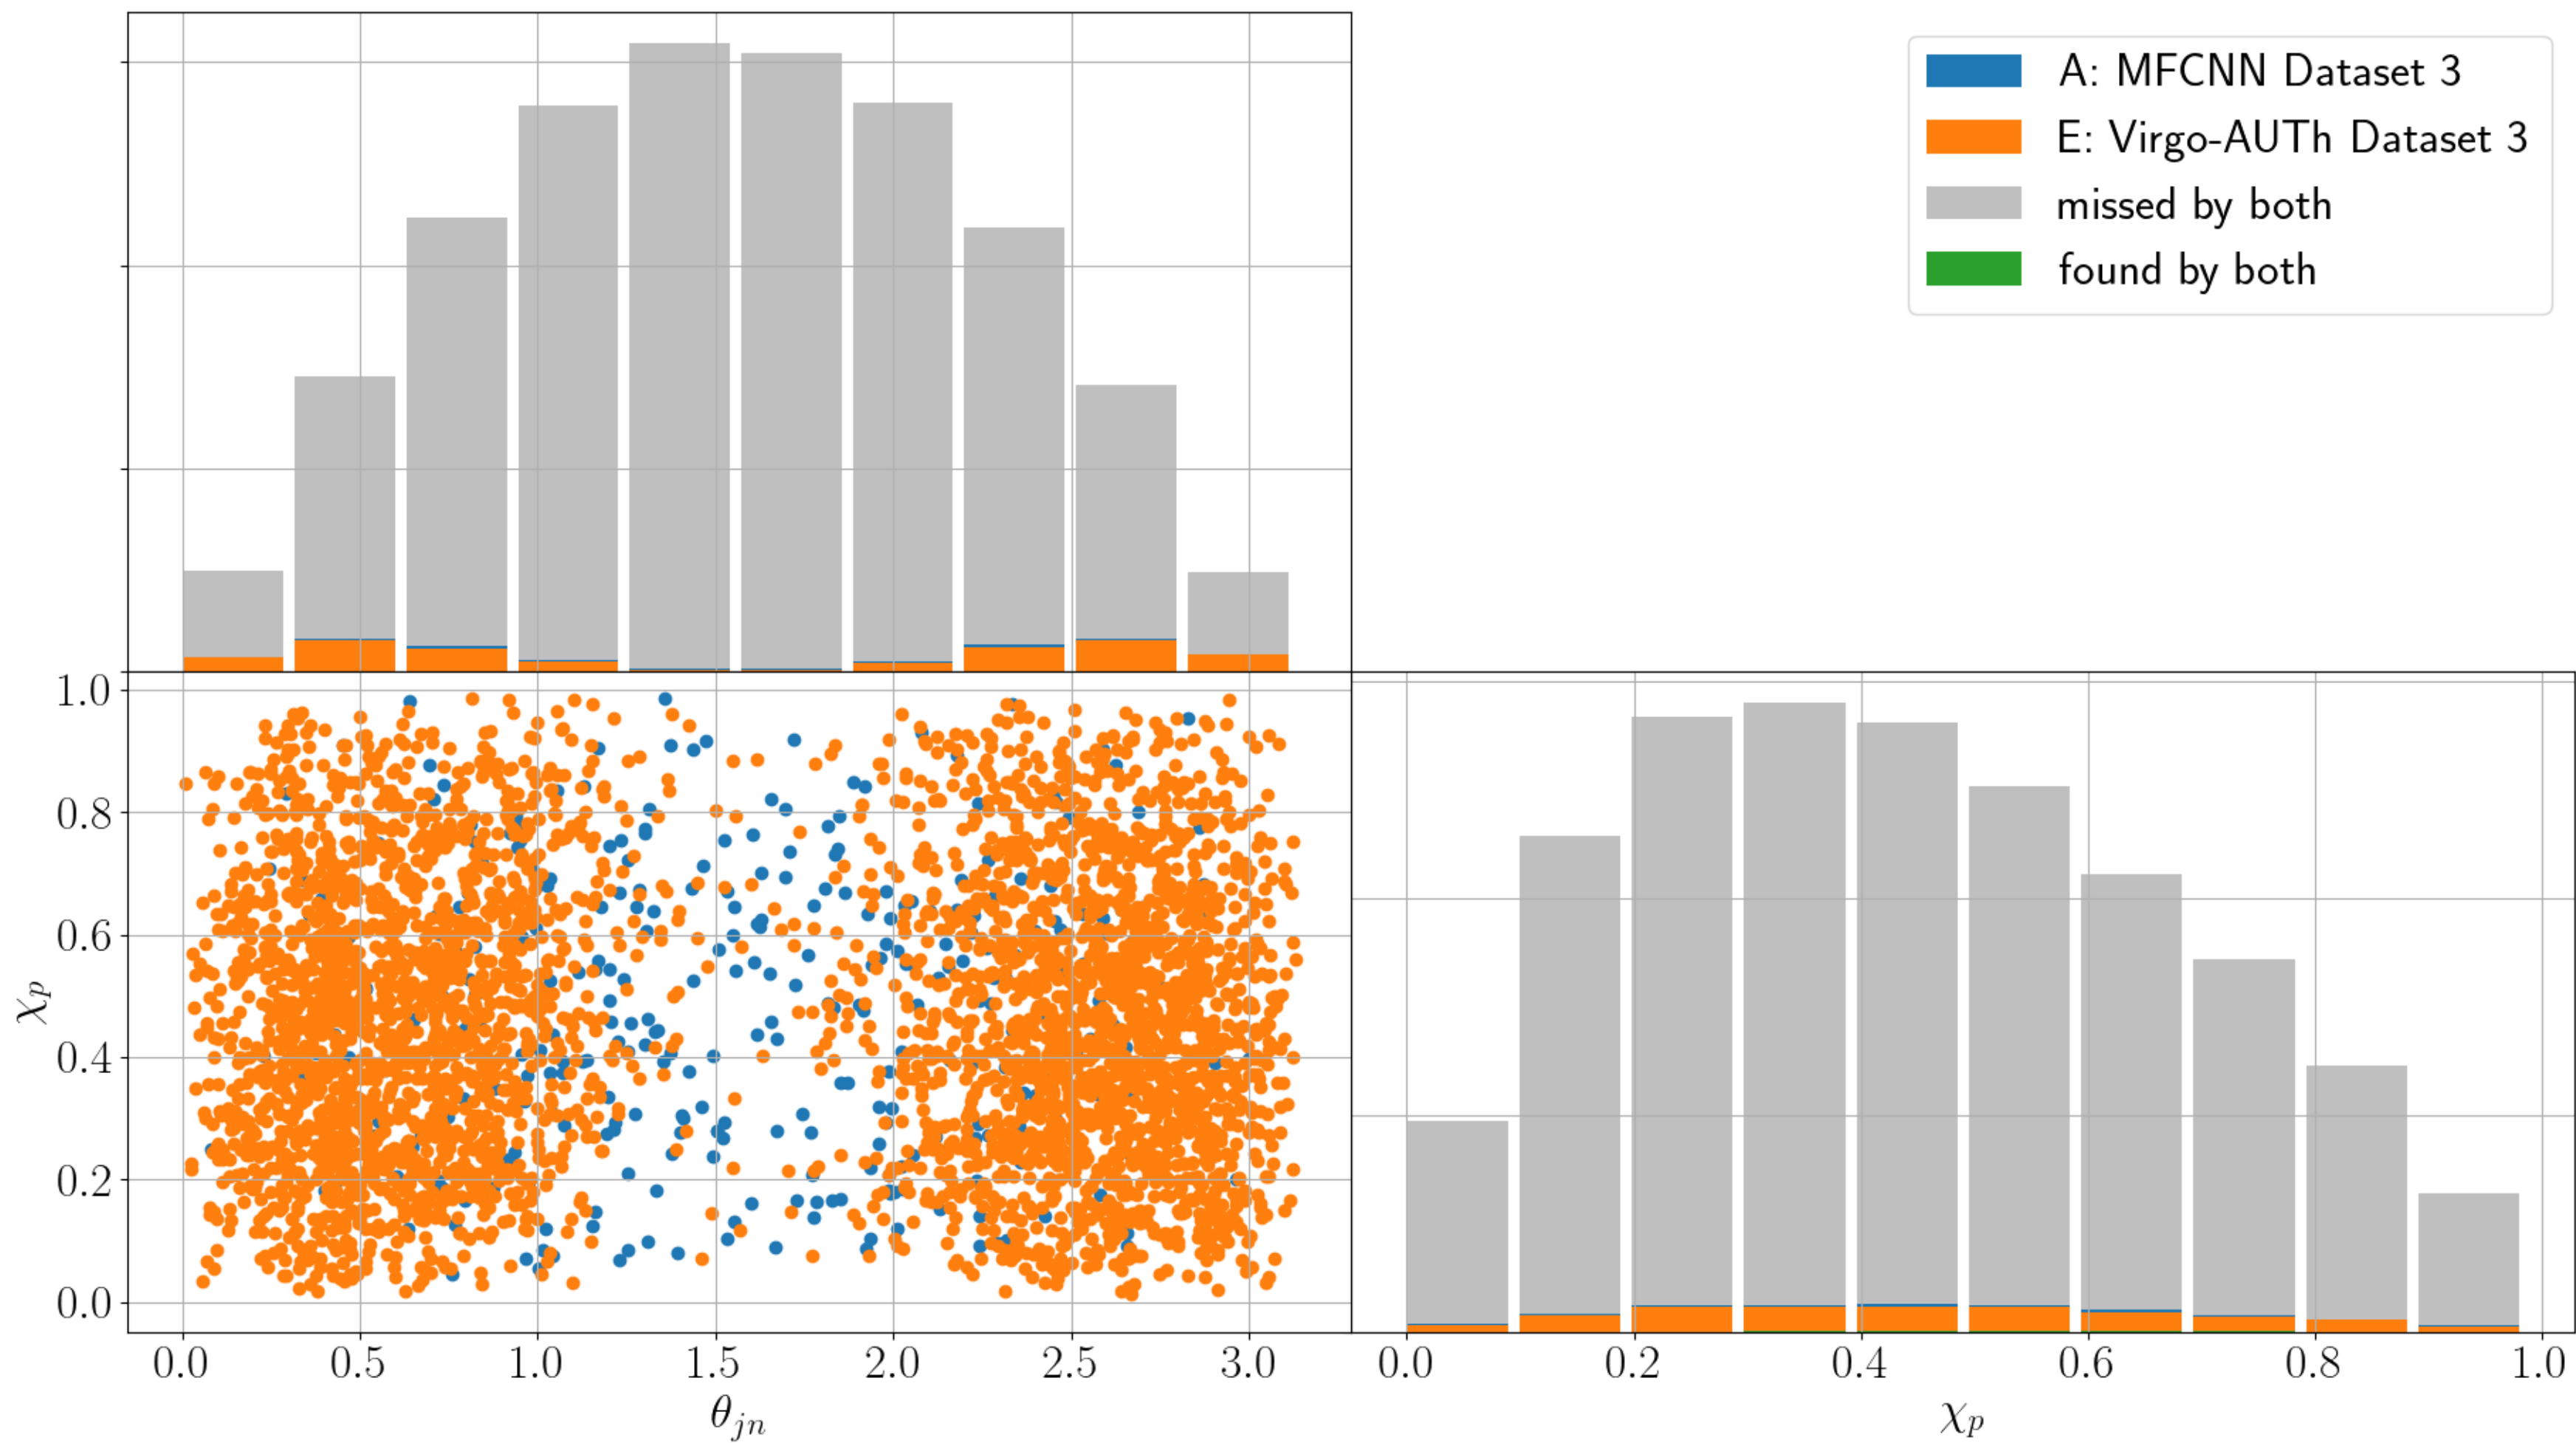 A: MFCNN Dataset 3
E: Virgo-AUTh Dataset 3
missed by both
found by both
1.0
0.8
0.6
0.4
0.2
0.0
χp
0.0 0.5 1.0 1.5 2.0 2.5 3.0
θjn
0.0 0.2 0.4 0.6 0.8 1.0
χp